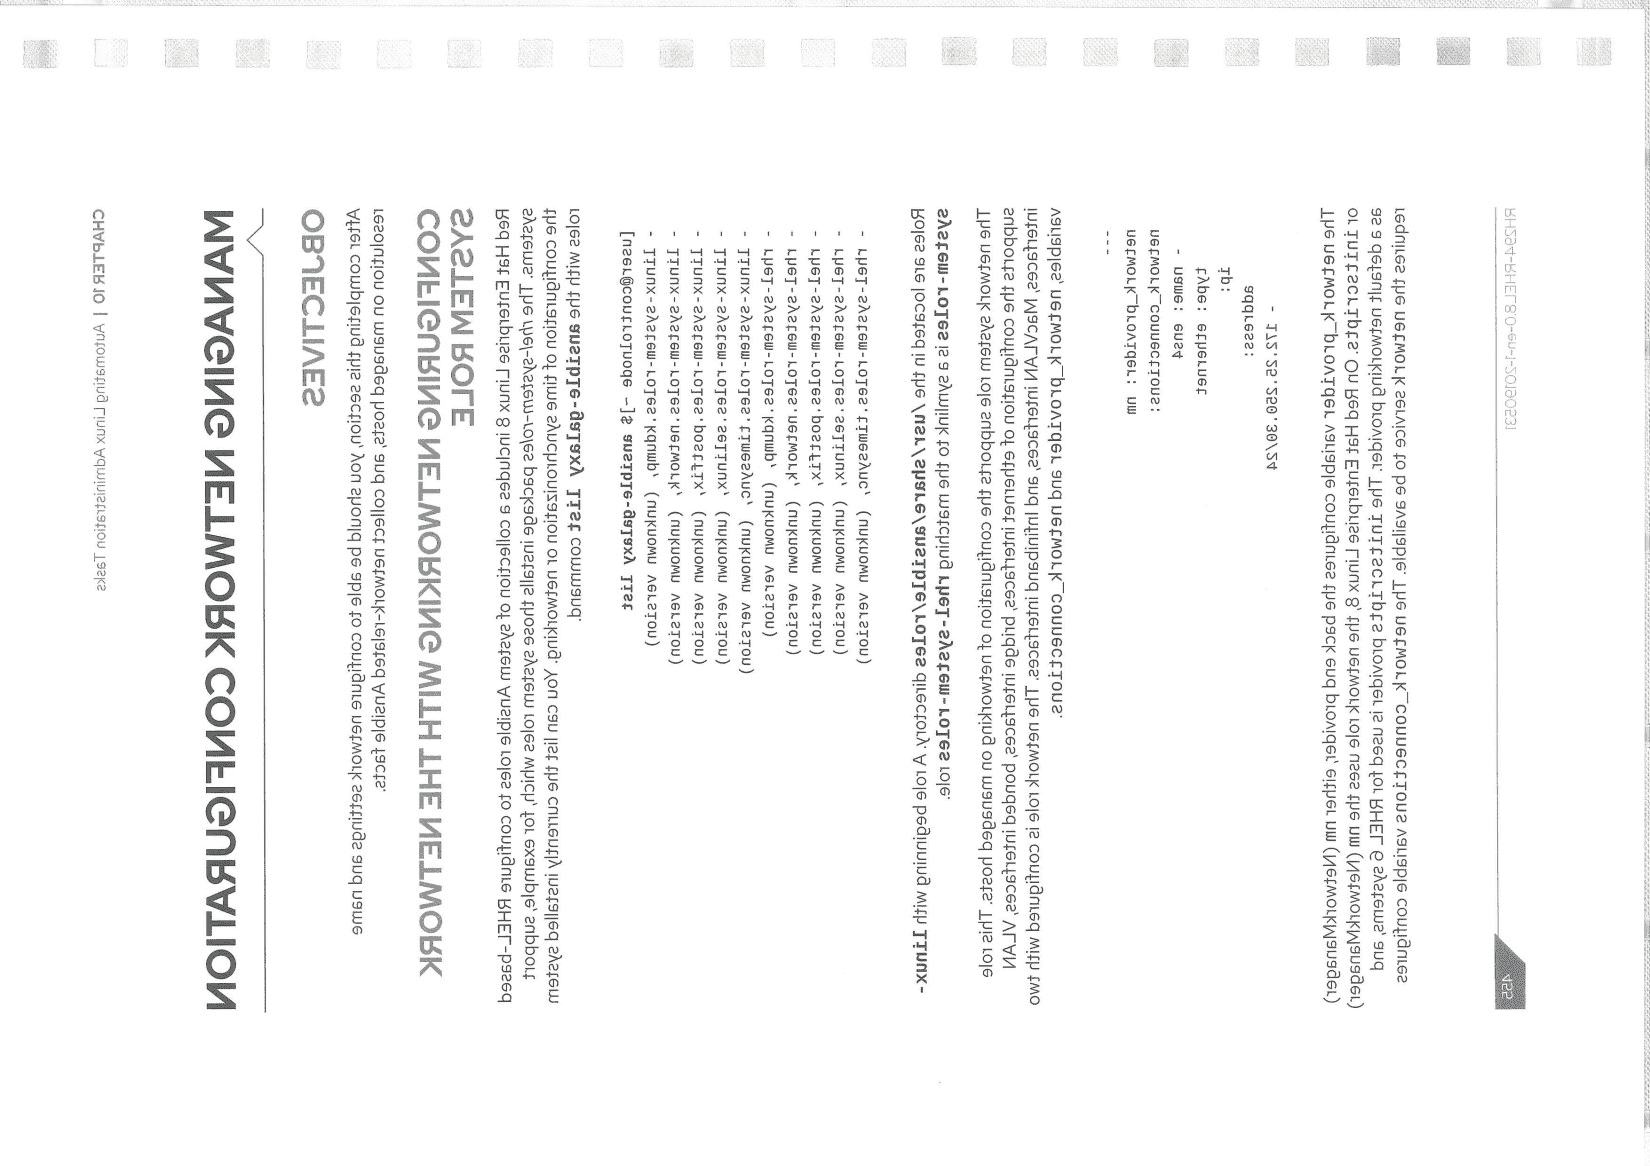 CHAPTER 10 | Automating Linux Administration Tasks
MANAGING NETWORK CONFIGURATION
OBJECTIVES
After completing this section, you should be able to configure network settings and name
resolution on managed hosts, and collect network-related Ansible facts.
CONFIGURING NETWORKING WITH THE NETWORK
SYSTEM ROLE
Red Hat Enterprise Linux 8 includes a collection of system Ansible roles to configure RHEL-based
systems. The rhel-system-roles package installs those system roles which, for example, support
the configuration of time synchronization or networking. You can list the currently installed system
roles with the ansible-galaxy list command.
[user@controlnode ~]$ ansible-galaxy list
- linux-system-roles.kdump, (unknown version)
- linux-system-roles.network, (unknown version)
- linux-system-roles.postfix, (unknown version)
- linux-system-roles.selinux, (unknown version)
- linux-system-roles.timesync, (unknown version)
- rhel-system-roles.kdump, (unknown version)
- rhel-system-roles.network, (unknown version)
- rhel-system-roles.postfix, (unknown version)
- rhel-system-roles.selinux, (unknown version)
- rhel-system-roles.timesync, (unknown version)
Roles are located in the /usr/share/ansible/roles directory. A role beginning with linux-
system-roles is a symlink to the matching rhel-system-roles role.
The network system role supports the configuration of networking on managed hosts. This role
supports the configuration of ethernet interfaces, bridge interfaces, bonded interfaces, VLAN
interfaces, MacVLAN interfaces, and Infiniband interfaces. The network role is configured with two
variables, network_provider and network_connections.
---
network_provider: nm
network_connections:
- name: ens4
type: ethernet
ip:
address:
- 172.25.250.30/24
The network_provider variable configures the back end provider, either nm (NetworkManager)
or initscripts. On Red Hat Enterprise Linux 8, the network role uses the nm (NetworkManager)
as a default networking provider. The initscripts provider is used for RHEL 6 systems, and
requires the network service to be available. The network_connections variable configures
RH294-RHEL8.0-en-1-20190531
455